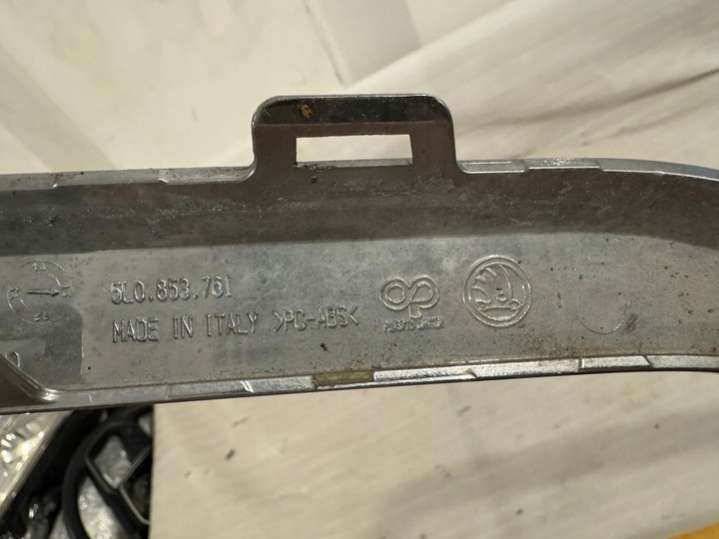 5L0.853.761
MADE IN ITALY >PC-ABS<